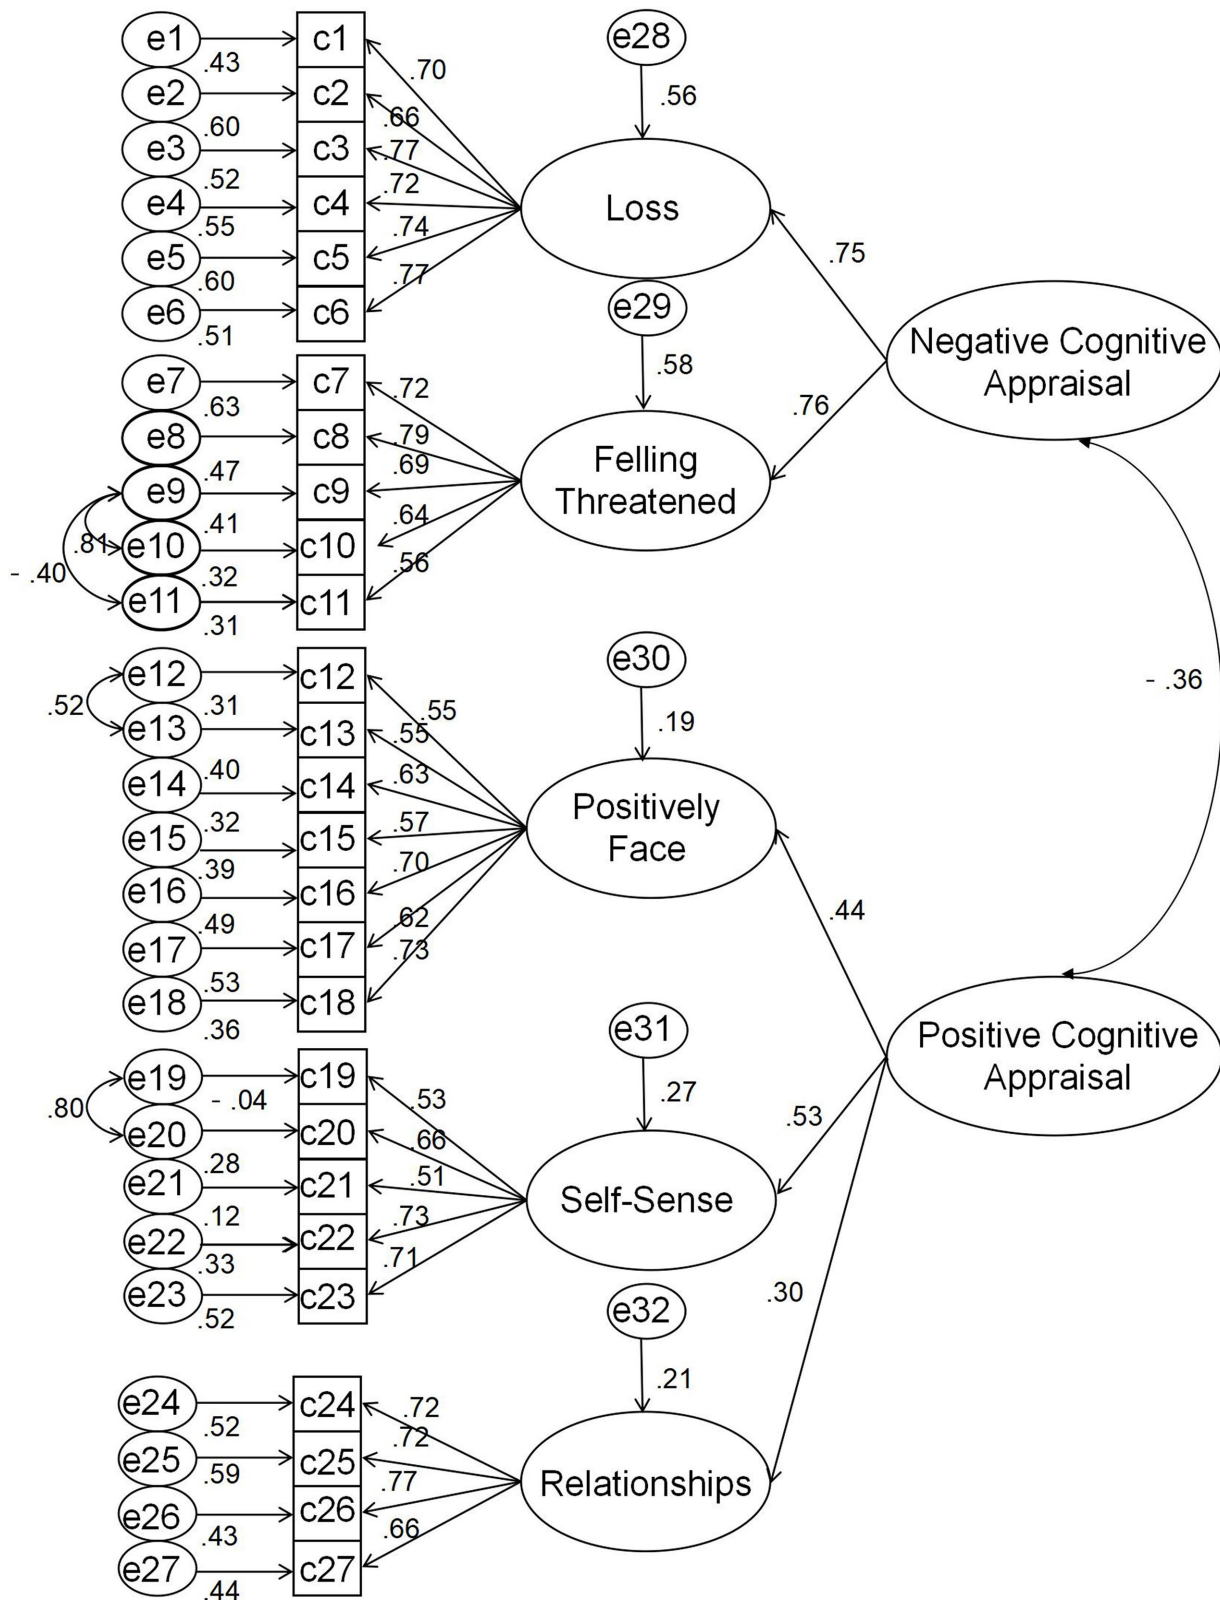 e1
c1
e28
.43
.70
.56
e2
c2
.60
.66
e3
c3
.77
.52
.72
e4
c4
Loss
.55
.74
.75
e5
c5
.60
.77
e6
c6
e29
.51
Negative Cognitive
Appraisal
e7
c7
.72
.58
.63
.76
e8
c8
.79
Felling
Threatened
.47
.69
e9
c9
.41
.64
.81
e10
c10
- .40
.32
.56
e11
c11
.31
e12
c12
e30
- .36
.52
.31
.55
.19
e13
c13
.55
.40
.63
e14
c14
Positively
Face
.32
.57
e15
c15
.39
.70
e16
c16
.44
.49
.62
e17
c17
.73
.53
e18
c18
.36
e31
Positive Cognitive
Appraisal
e19
c19
.80
- .04
.53
.27
.53
e20
c20
.66
.28
.51
e21
c21
Self-Sense
.12
.73
e22
c22
.33
.71
e23
c23
.30
.52
e32
e24
c24
.72
.21
.52
.72
e25
c25
.59
.77
Relationships
e26
c26
.43
.66
e27
c27
.44